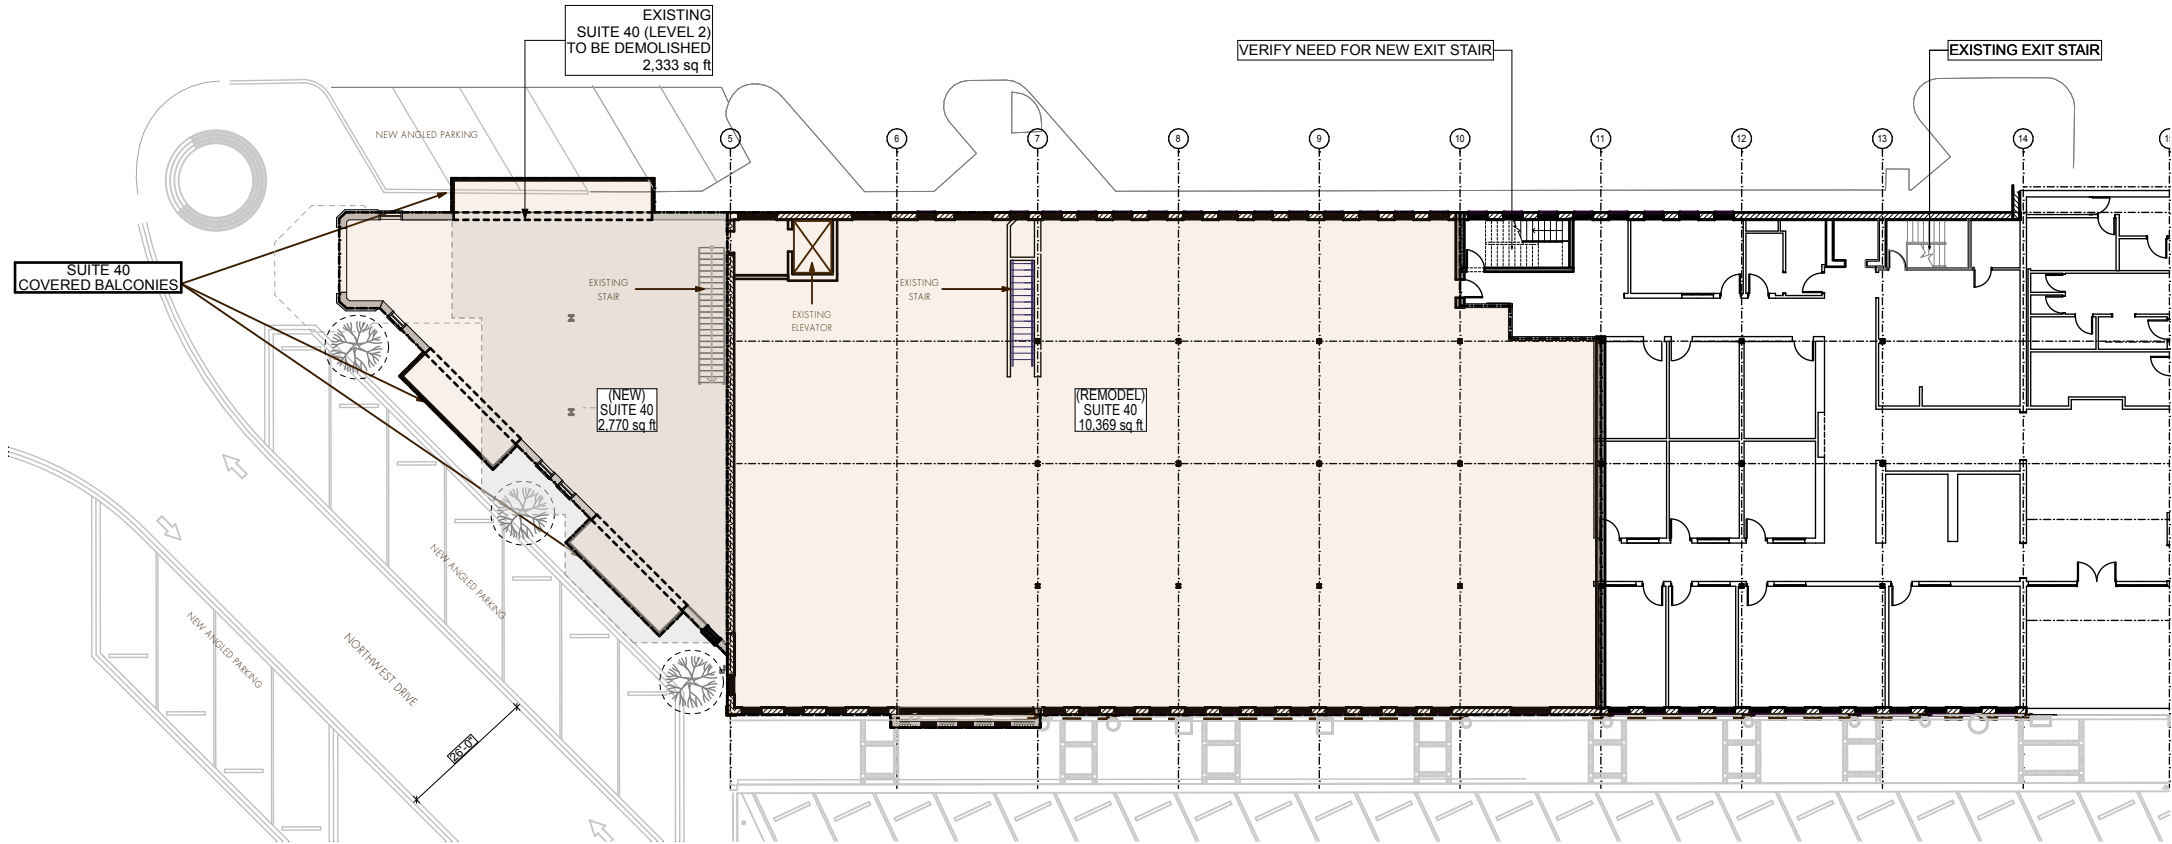 EXISTING
SUITE 40 (LEVEL 2)
TO BE DEMOLISHED
2,333 sq ft
VERIFY NEED FOR NEW EXIT STAIR
EXISTING EXIT STAIR
NEW ANGLED PARKING
5
6
7
8
9
10
11
12
13
14
SUITE 40
COVERED BALCONIES
EXISTING
STAIR
EXISTING
ELEVATOR
EXISTING
STAIR
(NEW)
SUITE 40
2,770 sq ft
(REMODEL)
SUITE 40
10,369 sq ft
NEW ANGLED PARKING
NEW ANGLED PARKING
NORTHWEST DRIVE
26'-0"